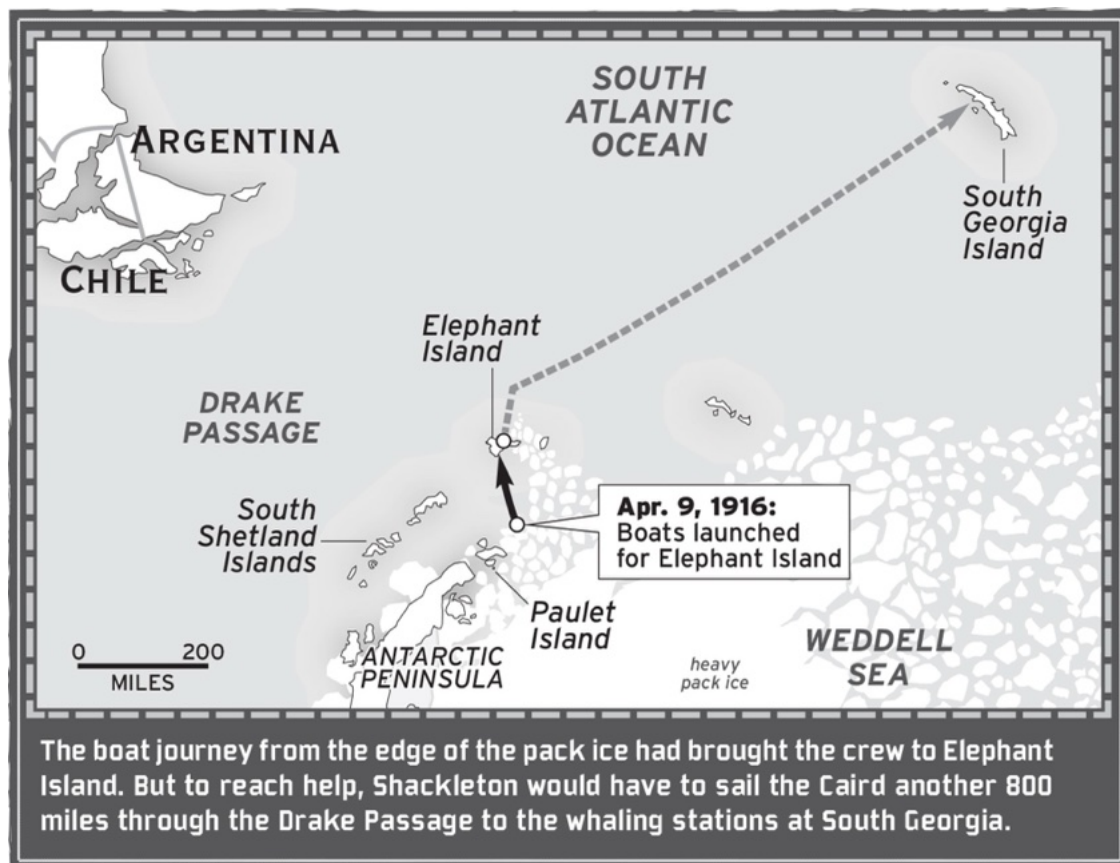 SOUTH
ATLANTIC
OCEAN
ARGENTINA
South
Georgia
Island
CHILE
Elephant
Island
DRAKE
PASSAGE
Apr. 9, 1916:
Boats launched
for Elephant Island
South
Shetland
Islands
Paulet
Island
WEDDELL
SEA
0 200
MILES
ANTARCTIC
PENINSULA
heavy
pack ice
The boat journey from the edge of the pack ice had brought the crew to Elephant
Island. But to reach help, Shackleton would have to sail the Caird another 800
miles through the Drake Passage to the whaling stations at South Georgia.